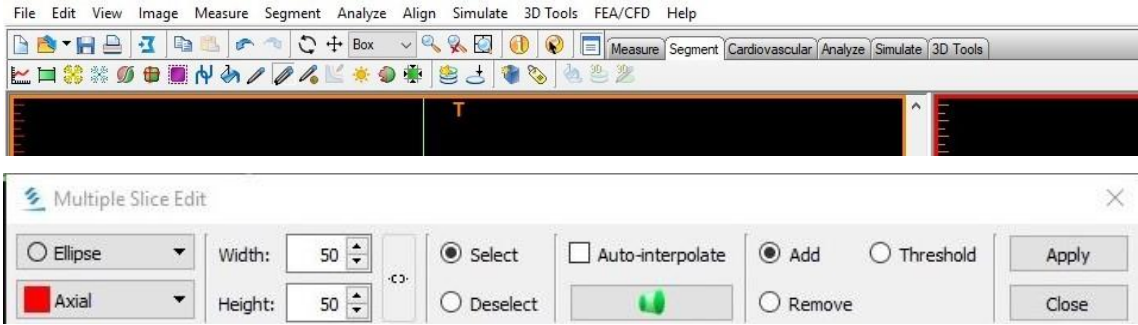 File Edit View Image Measure Segment Analyze Align Simulate 3D Tools FEA/CFD Help
Box Measure Segment Cardiovascular Analyze Simulate 3D Tools
T
Multiple Slice Edit
Ellipse Width: 50 Select Auto-interpolate Add Threshold Apply
Axial Height: 50 Deselect Remove Close